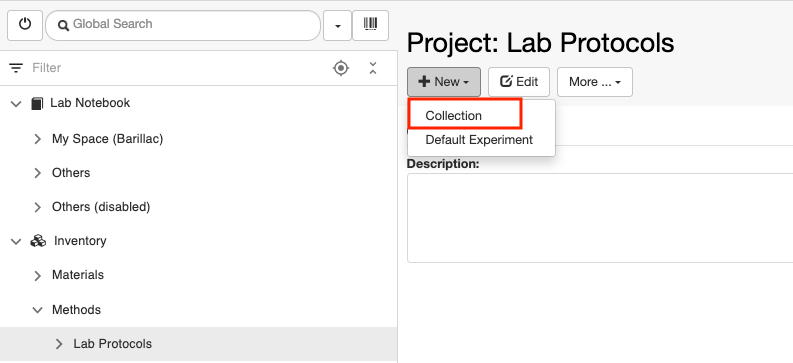 Global Search
Filter
Lab Notebook
My Space (Barillac)
Others
Others (disabled)
Inventory
Materials
Methods
Lab Protocols
Project: Lab Protocols
New
Edit
More ...
Collection
Default Experiment
Description: